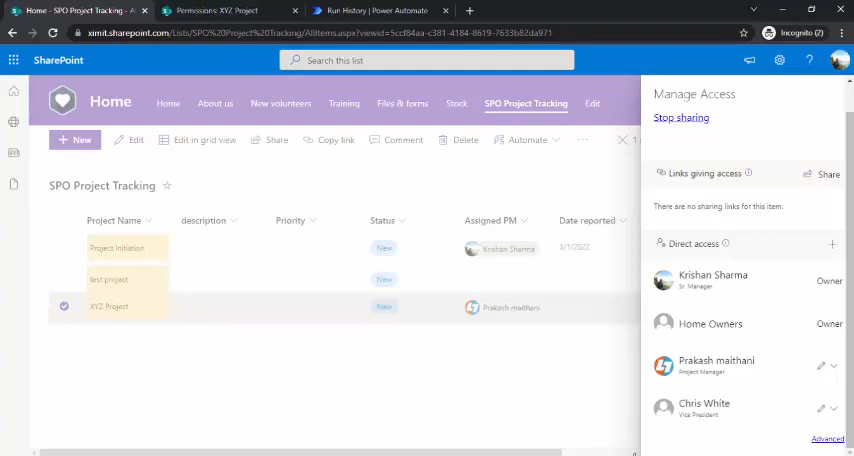 Home - SPO Project Tracking - A
Permissions: XYZ Project
Run History | Power Automate
ximit.sharepoint.com/Lists/SPO%20Project%20Tracking/AllItems.aspx?viewid=5ccf84aa-c381-4184-8619-7633b82da971
Incognito (2)
SharePoint
Search this list
Home
Home
About us
New volunteers
Training
Files & forms
Stock
SPO Project Tracking
Edit
New
Edit
Edit in grid view
Share
Copy link
Comment
Delete
Automate
1 s
SPO Project Tracking
Project Name
description
Priority
Status
Assigned PM
Date reported
Project Initiation
New
Krishan Sharma
3/1/2022
test project
New
XYZ Project
New
Prakash maithani
Manage Access
Stop sharing
Links giving access
Share
There are no sharing links for this item.
Direct access
Krishan Sharma
Sr. Manager
Owner
Home Owners
Owner
Prakash maithani
Project Manager
Chris White
Vice President
Advanced